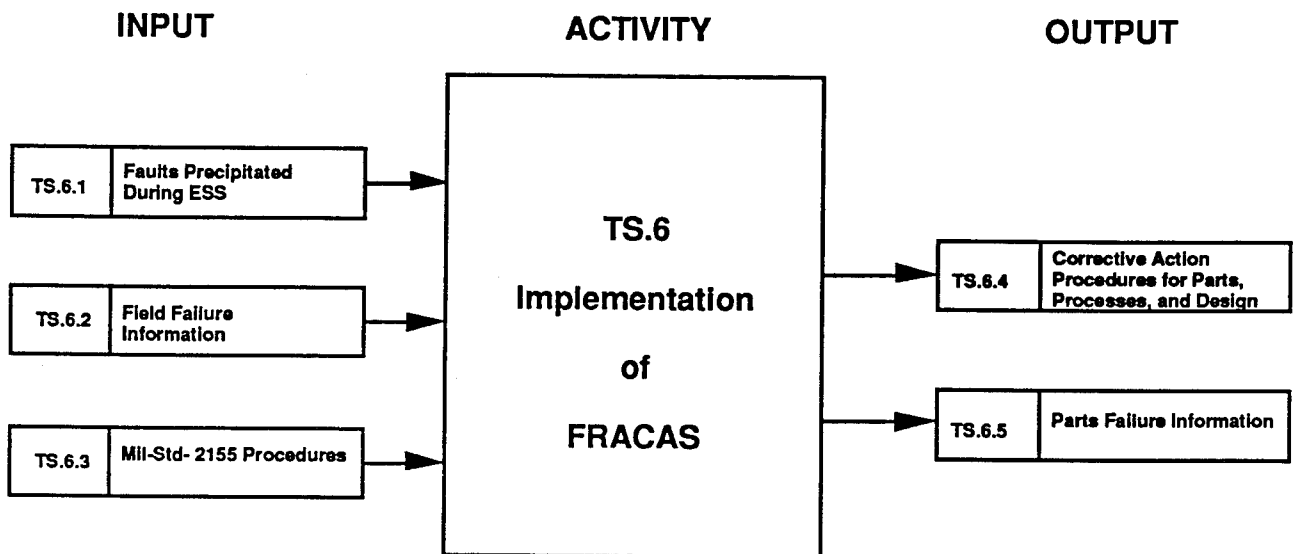 INPUT
ACTIVITY
OUTPUT
TS.6.1
Faults Precipitated
During ESS
TS.6.2
Field Failure
Information
TS.6.3
Mil-Std- 2155 Procedures
TS.6
Implementation
of
FRACAS
TS.6.4
Corrective Action
Procedures for Parts,
Processes, and Design
TS.6.5
Parts Failure Information